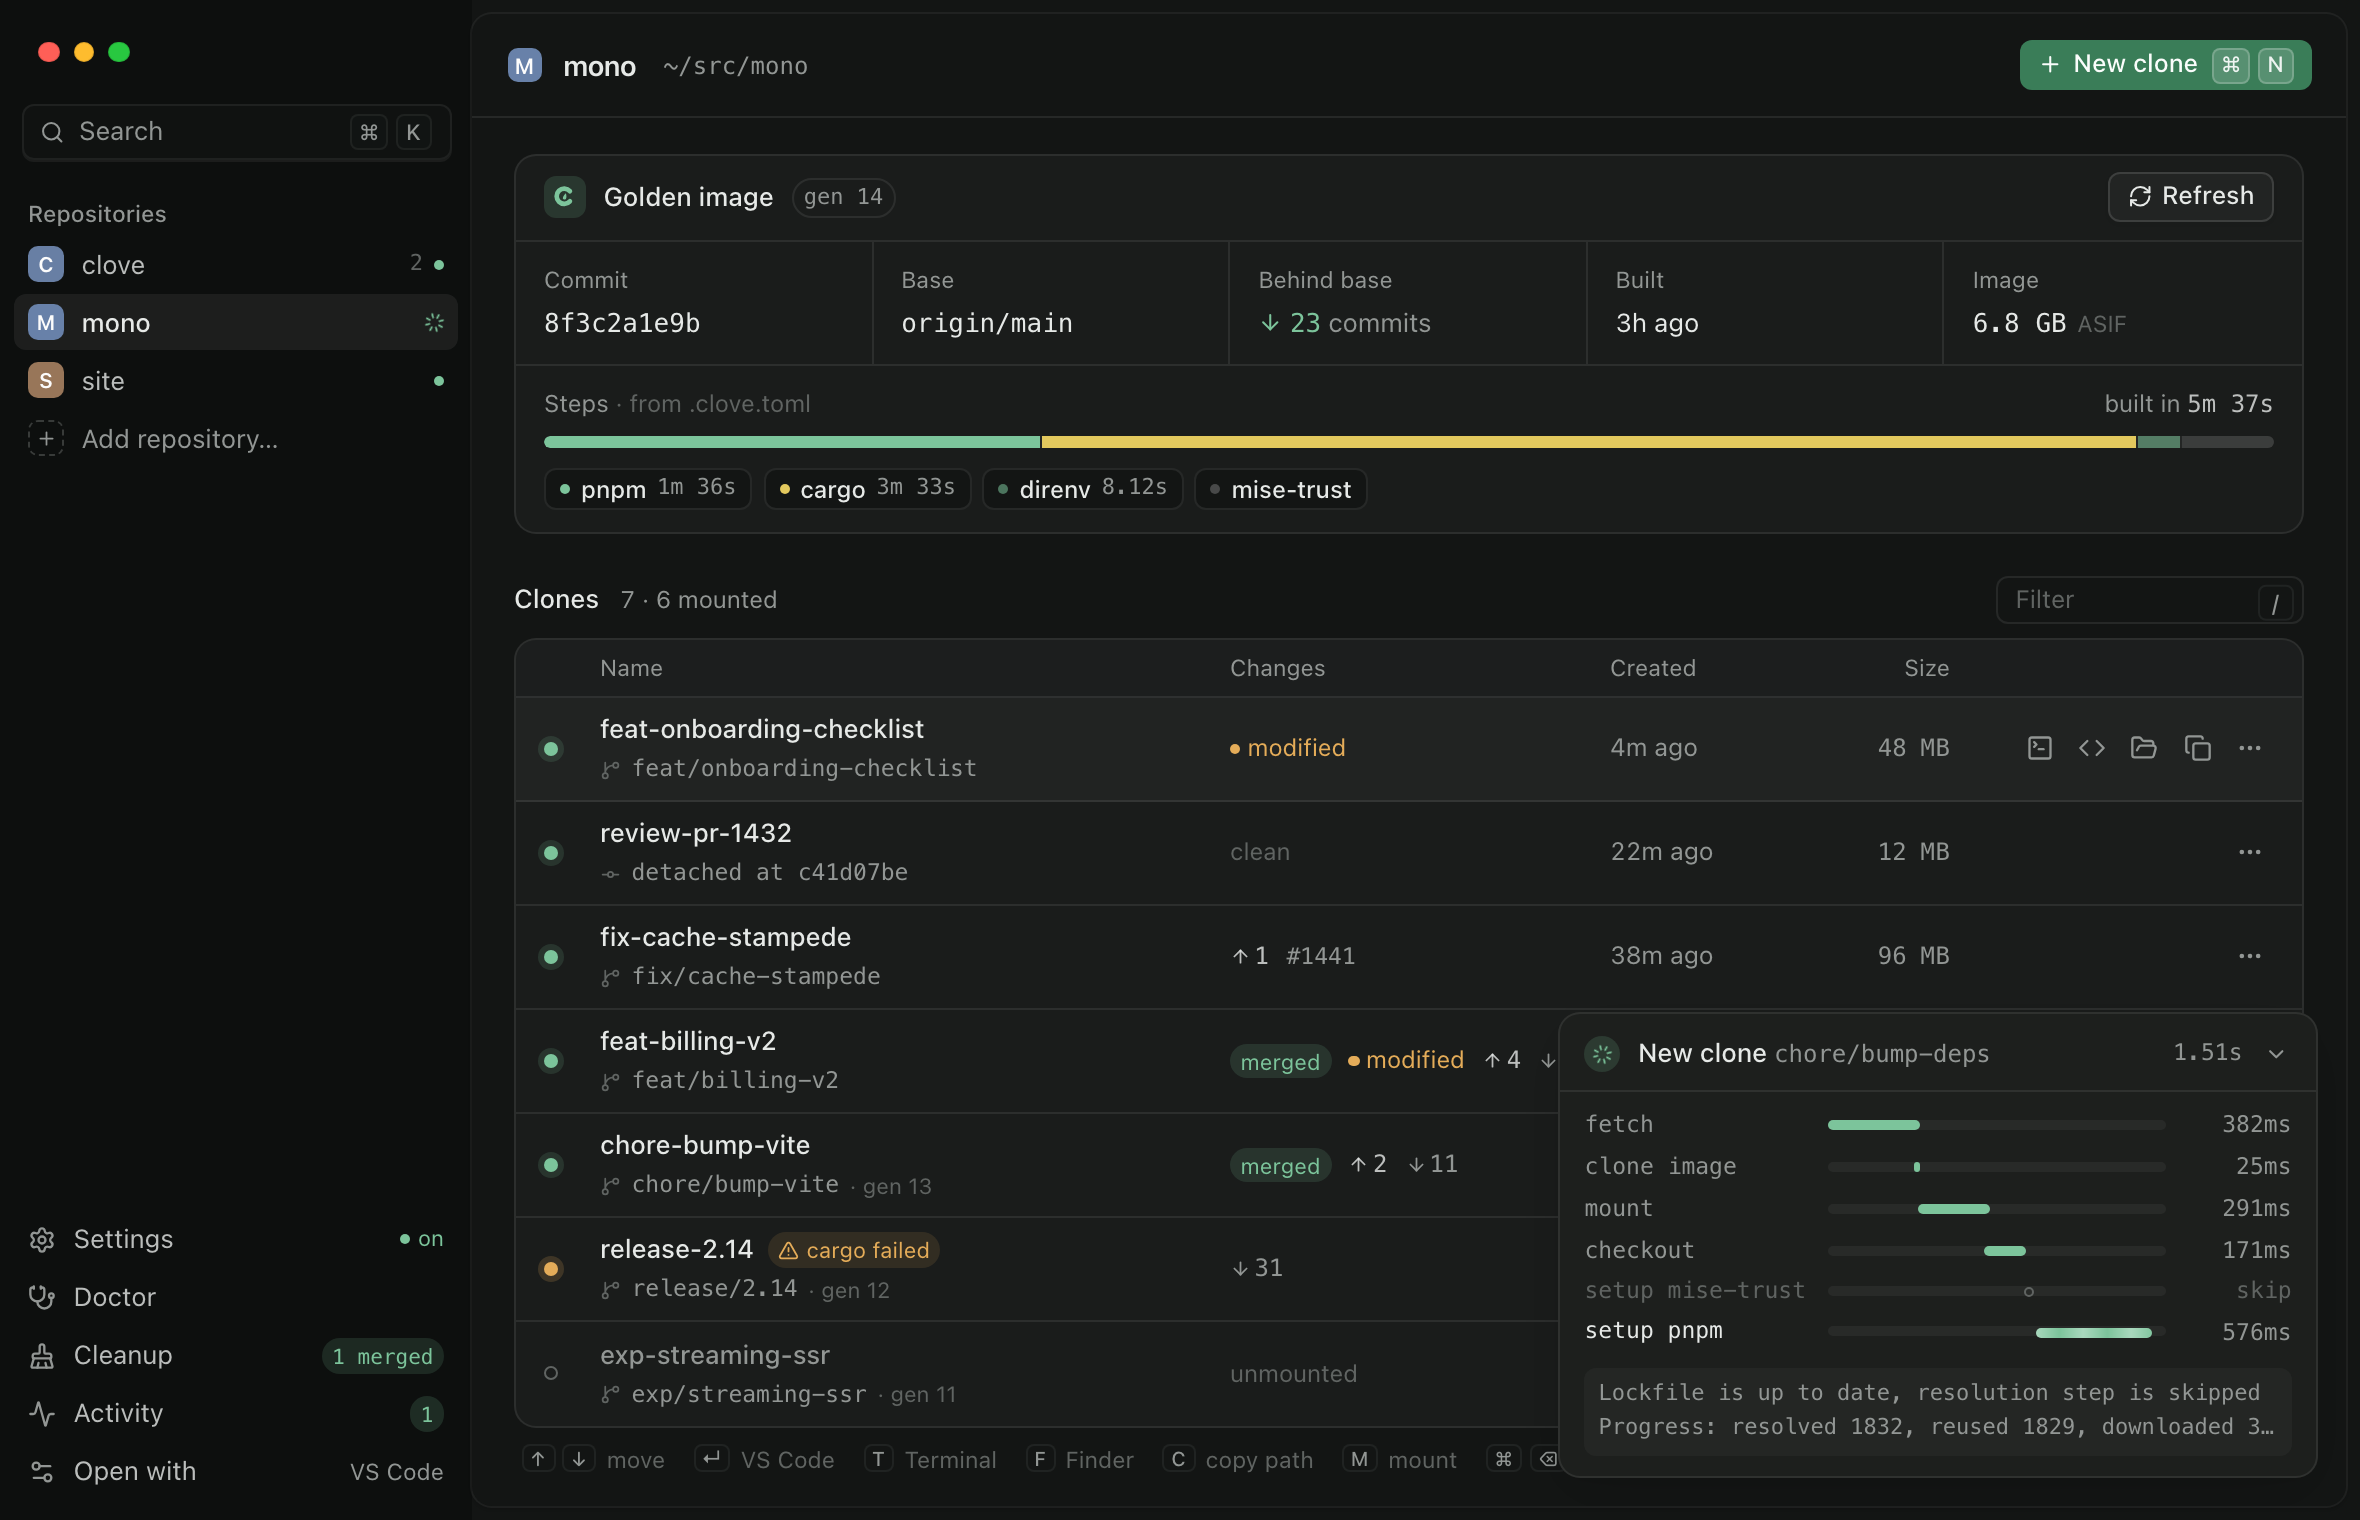 Search ⌘ K
Repositories
C clove 2
M mono
S site
+ Add repository...
Settings on
Doctor
Cleanup 1 merged
Activity 1
Open with VS Code
M mono ~/src/mono
+ New clone ⌘ N
Golden image gen 14
Refresh
Commit Base Behind base Built Image
8f3c2a1e9b origin/main ↓ 23 commits 3h ago 6.8 GB ASIF
Steps · from .clove.toml built in 5m 37s
pnpm 1m 36s cargo 3m 33s direnv 8.12s mise-trust
Clones 7 · 6 mounted
Filter /
Name Changes Created Size
feat-onboarding-checklist
feat/onboarding-checklist
modified 4m ago 48 MB
review-pr-1432
detached at c41d07be
clean 22m ago 12 MB
fix-cache-stampede
fix/cache-stampede
↑ 1 #1441 38m ago 96 MB
feat-billing-v2
feat/billing-v2
merged modified ↑ 4 ↓
chore-bump-vite
chore/bump-vite · gen 13
merged ↑ 2 ↓ 11
release-2.14 cargo failed
release/2.14 · gen 12
↓ 31
exp-streaming-ssr
exp/streaming-ssr · gen 11
unmounted
↑ ↓ move ↵ VS Code T Terminal F Finder C copy path M mount ⌘ ⌫
New clone chore/bump-deps 1.51s
fetch 382ms
clone image 25ms
mount 291ms
checkout 171ms
setup mise-trust skip
setup pnpm 576ms
Lockfile is up to date, resolution step is skipped
Progress: resolved 1832, reused 1829, downloaded 3…